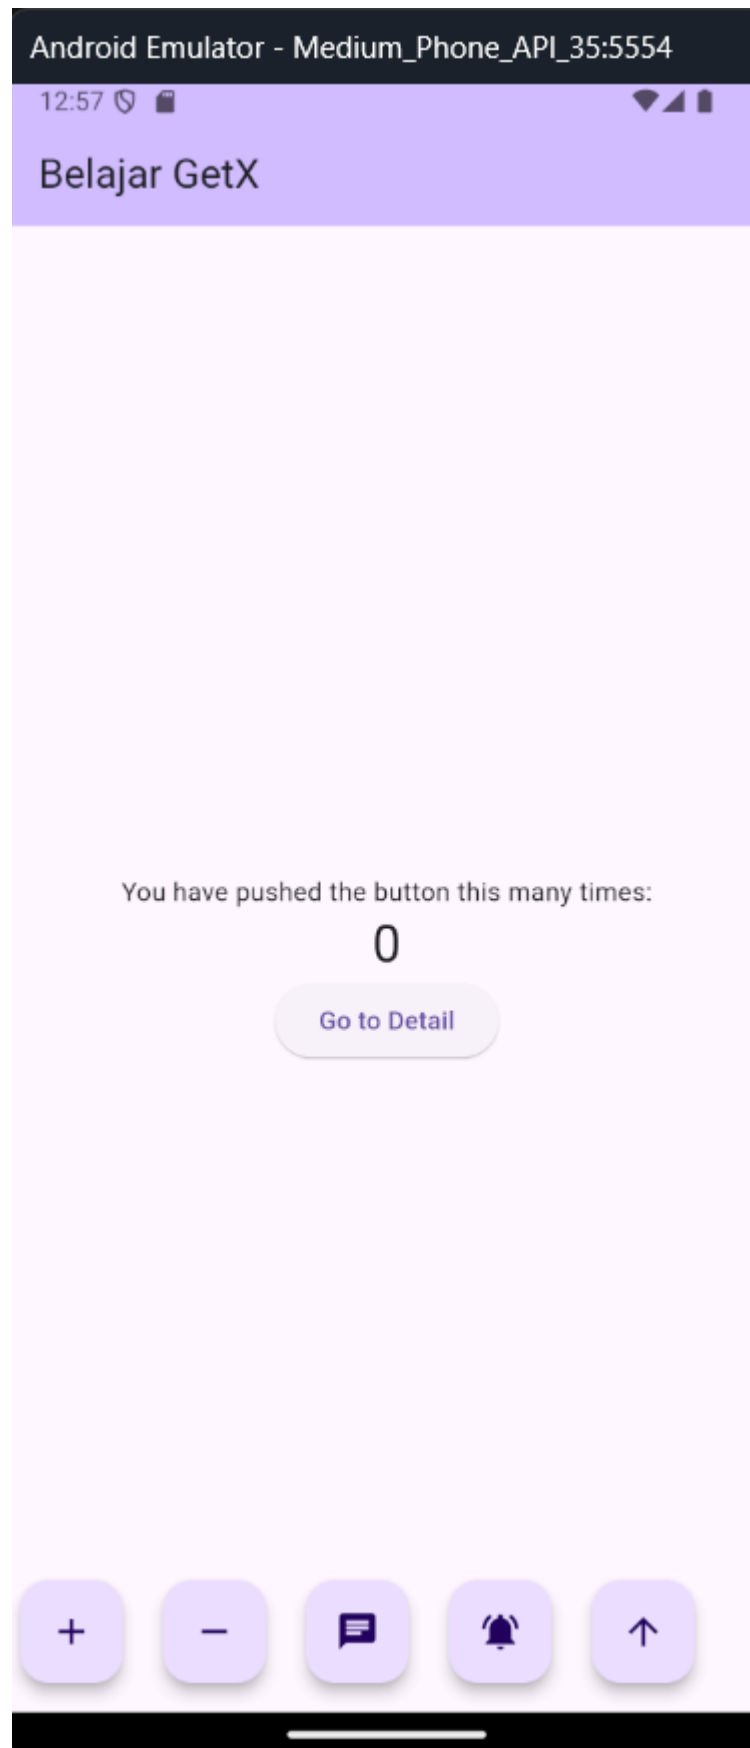 Android Emulator - Medium_Phone_API_35:5554
12:57
Belajar GetX
You have pushed the button this many times:
0
Go to Detail